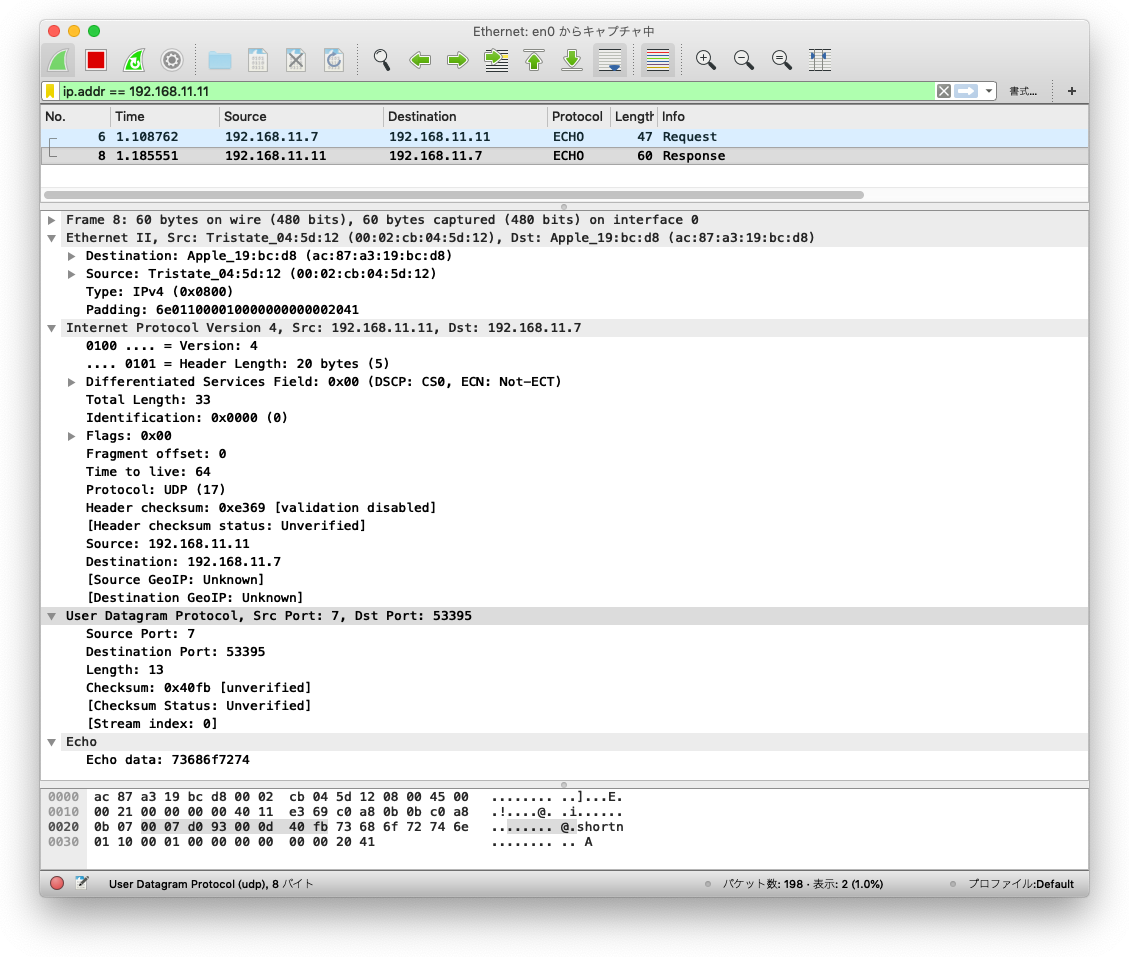 Ethernet: en0 からキャプチャ中
ip.addr == 192.168.11.11 書式… +
No. Time Source Destination Protocol Length Info
6 1.108762 192.168.11.7 192.168.11.11 ECHO 47 Request
8 1.185551 192.168.11.11 192.168.11.7 ECHO 60 Response
Frame 8: 60 bytes on wire (480 bits), 60 bytes captured (480 bits) on interface 0
Ethernet II, Src: Tristate_04:5d:12 (00:02:cb:04:5d:12), Dst: Apple_19:bc:d8 (ac:87:a3:19:bc:d8)
Destination: Apple_19:bc:d8 (ac:87:a3:19:bc:d8)
Source: Tristate_04:5d:12 (00:02:cb:04:5d:12)
Type: IPv4 (0x0800)
Padding: 6e0110000100000000000002041
Internet Protocol Version 4, Src: 192.168.11.11, Dst: 192.168.11.7
0100 .... = Version: 4
.... 0101 = Header Length: 20 bytes (5)
Differentiated Services Field: 0x00 (DSCP: CS0, ECN: Not-ECT)
Total Length: 33
Identification: 0x0000 (0)
Flags: 0x00
Fragment offset: 0
Time to live: 64
Protocol: UDP (17)
Header checksum: 0xe369 [validation disabled]
[Header checksum status: Unverified]
Source: 192.168.11.11
Destination: 192.168.11.7
[Source GeoIP: Unknown]
[Destination GeoIP: Unknown]
User Datagram Protocol, Src Port: 7, Dst Port: 53395
Source Port: 7
Destination Port: 53395
Length: 13
Checksum: 0x40fb [unverified]
[Checksum Status: Unverified]
[Stream index: 0]
Echo
Echo data: 73686f7274
0000 ac 87 a3 19 bc d8 00 02 cb 04 5d 12 08 00 45 00 ........ ..]...E.
0010 00 21 00 00 00 00 40 11 e3 69 c0 a8 0b 0b c0 a8 .!....@. .i......
0020 0b 07 00 07 d0 93 00 0d 40 fb 73 68 6f 72 74 6e ........ @.shortn
0030 01 10 00 01 00 00 00 00 00 00 20 41 ........ .. A
User Datagram Protocol (udp), 8 バイト パケット数: 198 · 表示: 2 (1.0%) プロファイル:Default